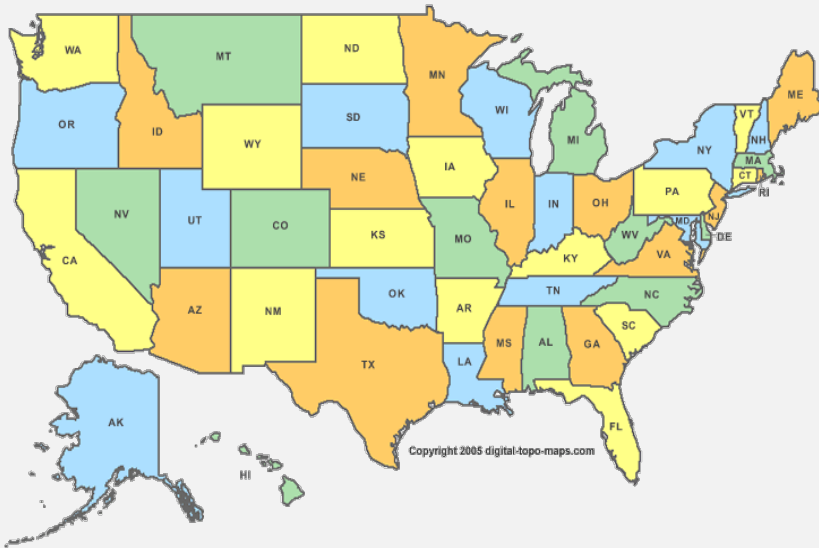 WA
MT
ND
MN
ME
VT
NH
OR
ID
SD
WI
MI
NY
MA
CT
RI
WY
IA
PA
NE
NJ
NV
UT
CO
IL
IN
OH
MD
DE
CA
KS
MO
WV
VA
KY
AZ
NM
OK
AR
TN
NC
SC
TX
LA
MS
AL
GA
FL
AK
HI
Copyright 2005 digital-topo-maps.com